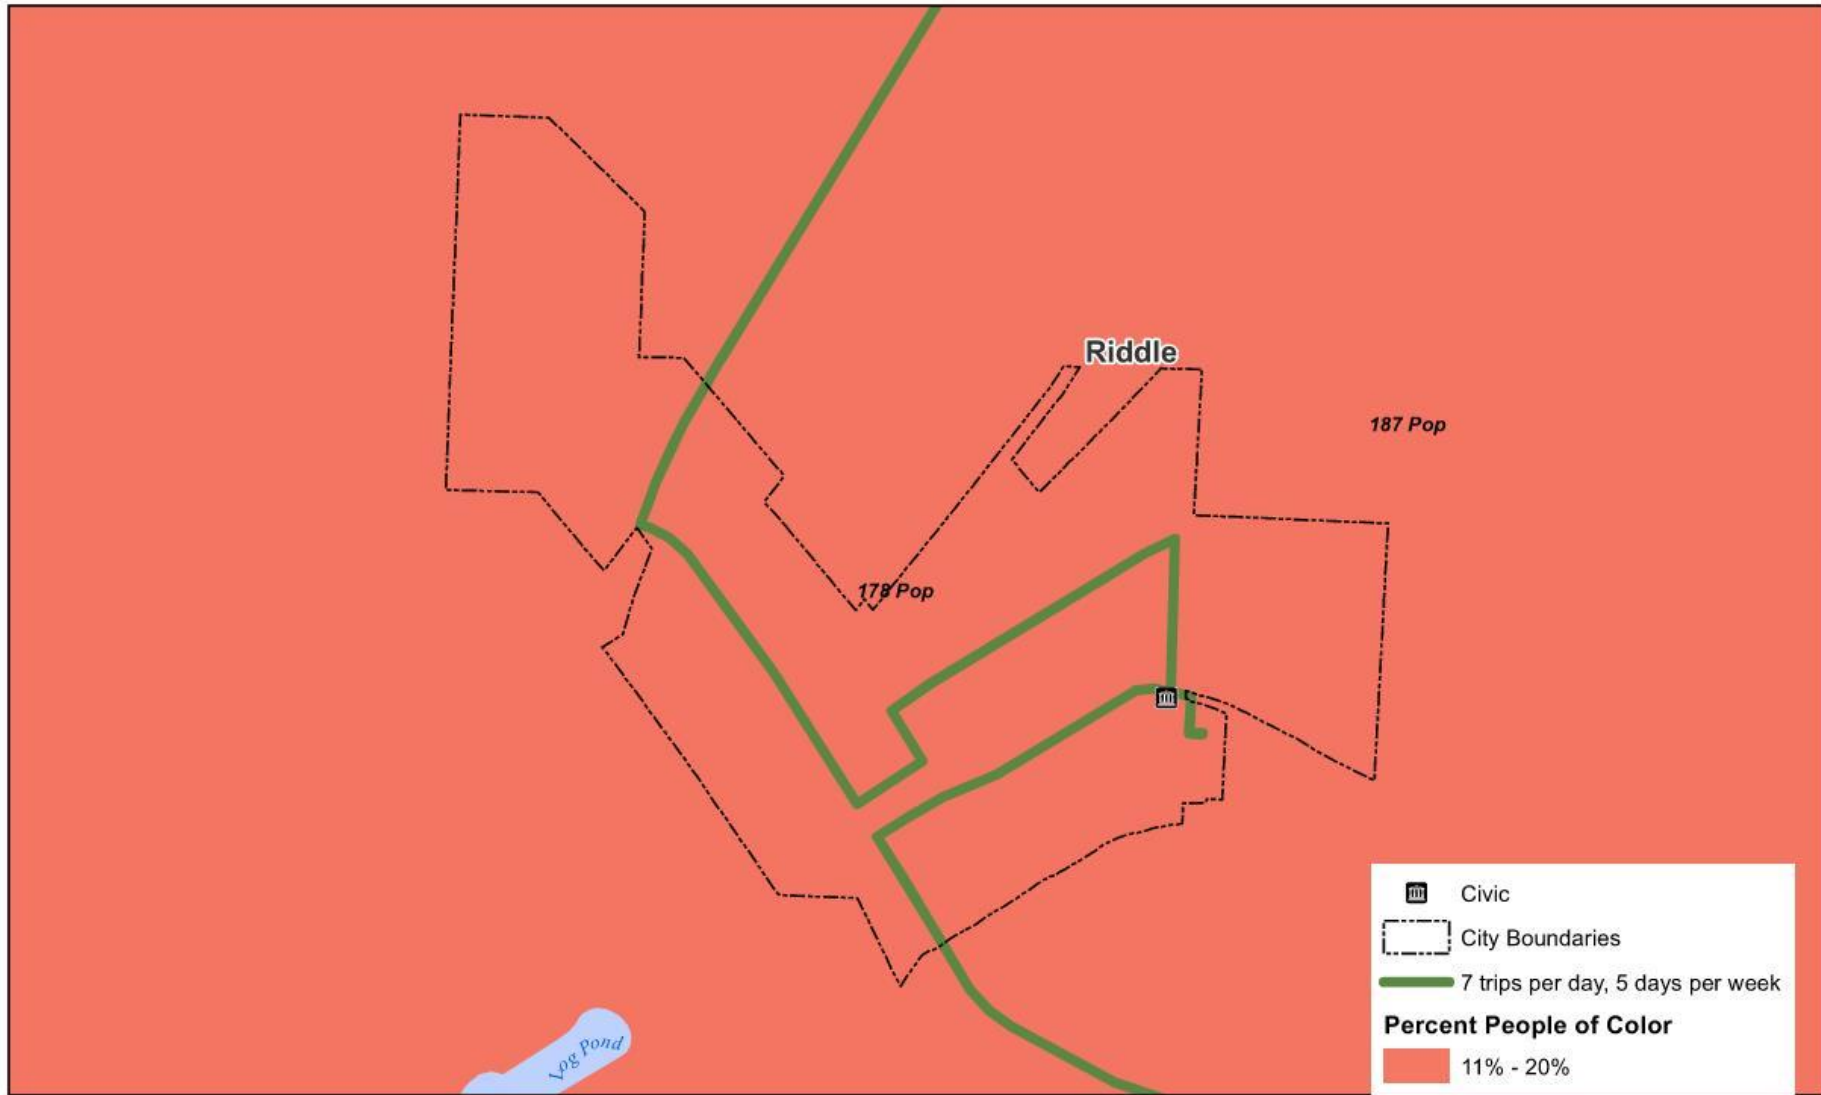 Riddle
187 Pop
178 Pop
Log Pond
Civic
City Boundaries
7 trips per day, 5 days per week
Percent People of Color
11% - 20%